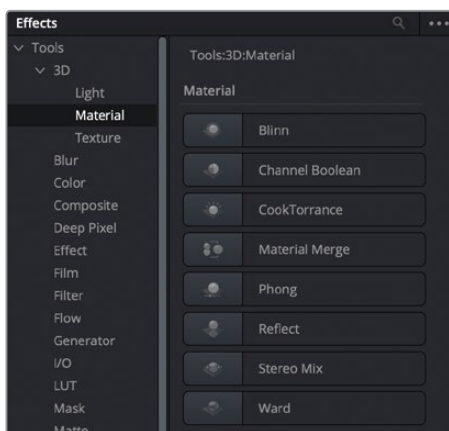 Effects
Tools
3D
Light
Material
Texture
Blur
Color
Composite
Deep Pixel
Effect
Film
Filter
Flow
Generator
I/O
LUT
Mask
Matte
Tools:3D:Material
Material
Blinn
Channel Boolean
CookTorrance
Material Merge
Phong
Reflect
Stereo Mix
Ward